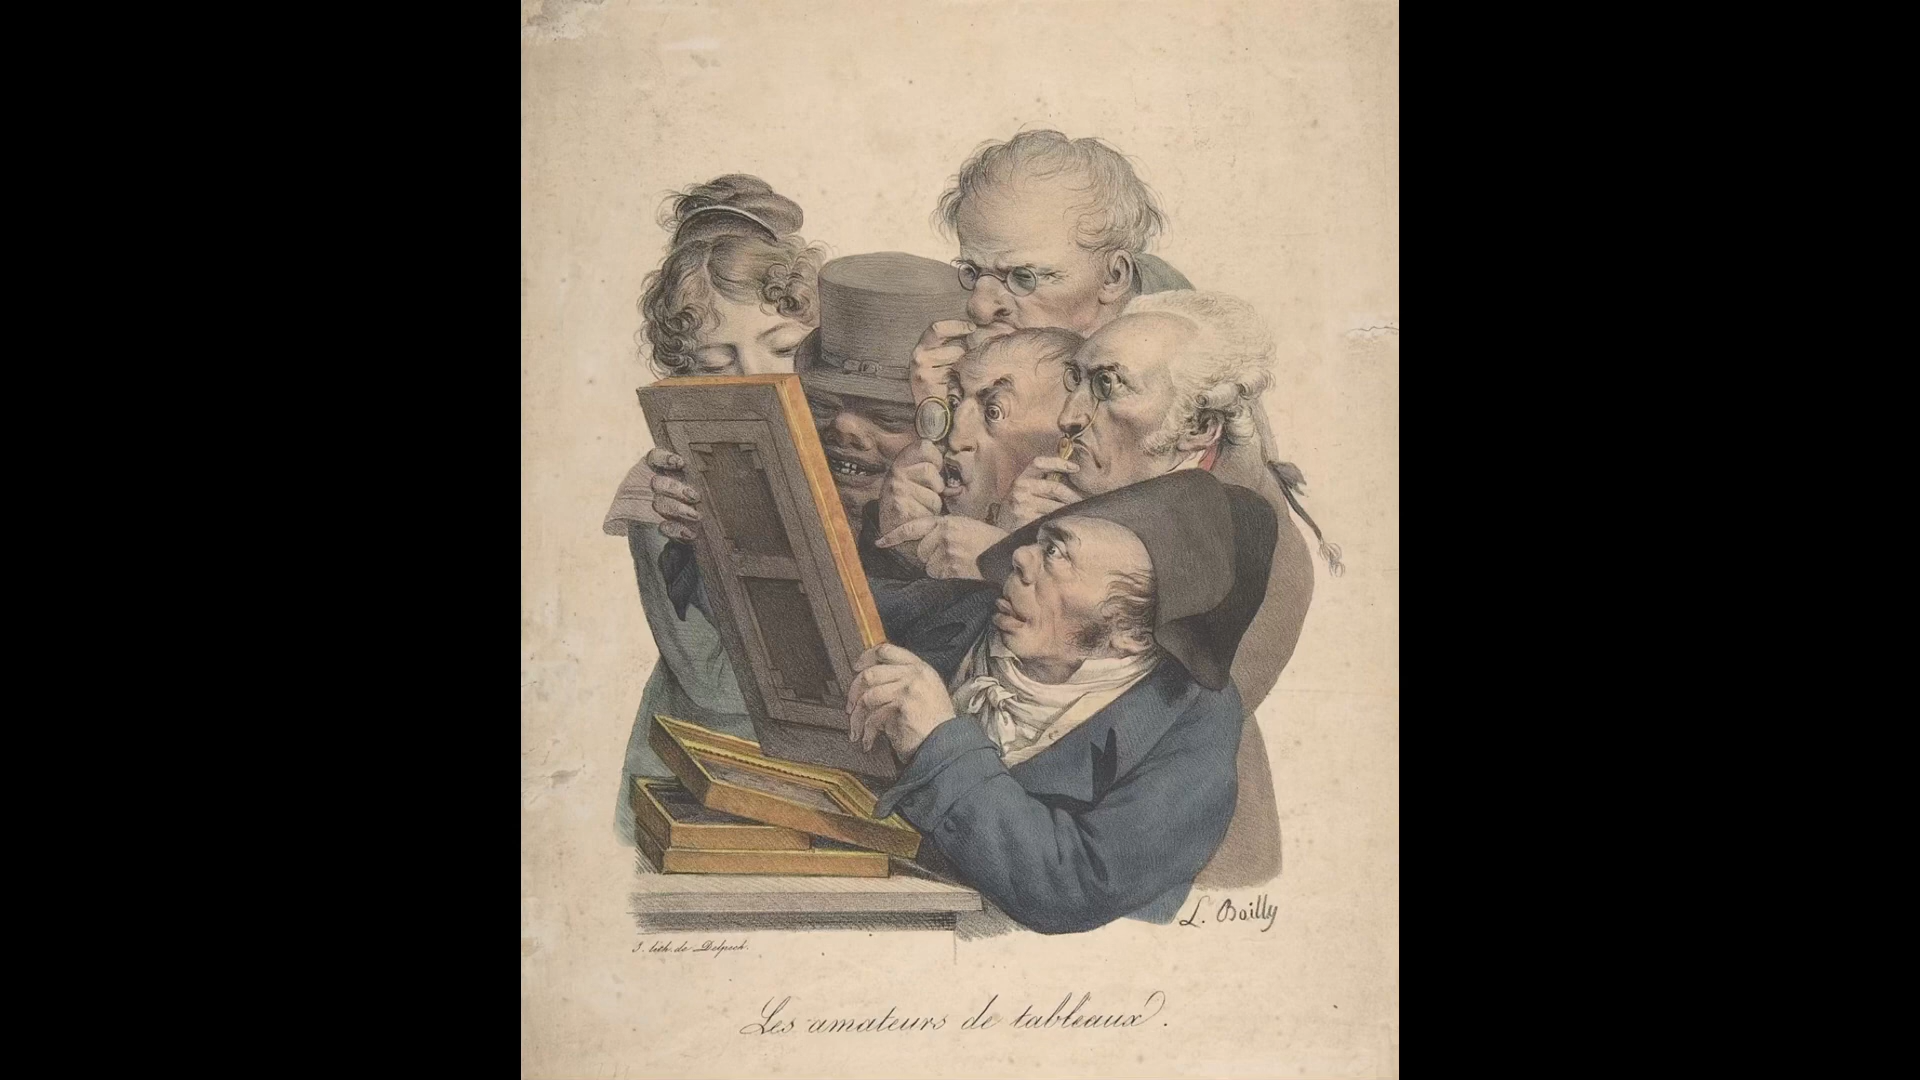 L. Boilly
I. lith. de Delpech.
Les amateurs de tableaux.